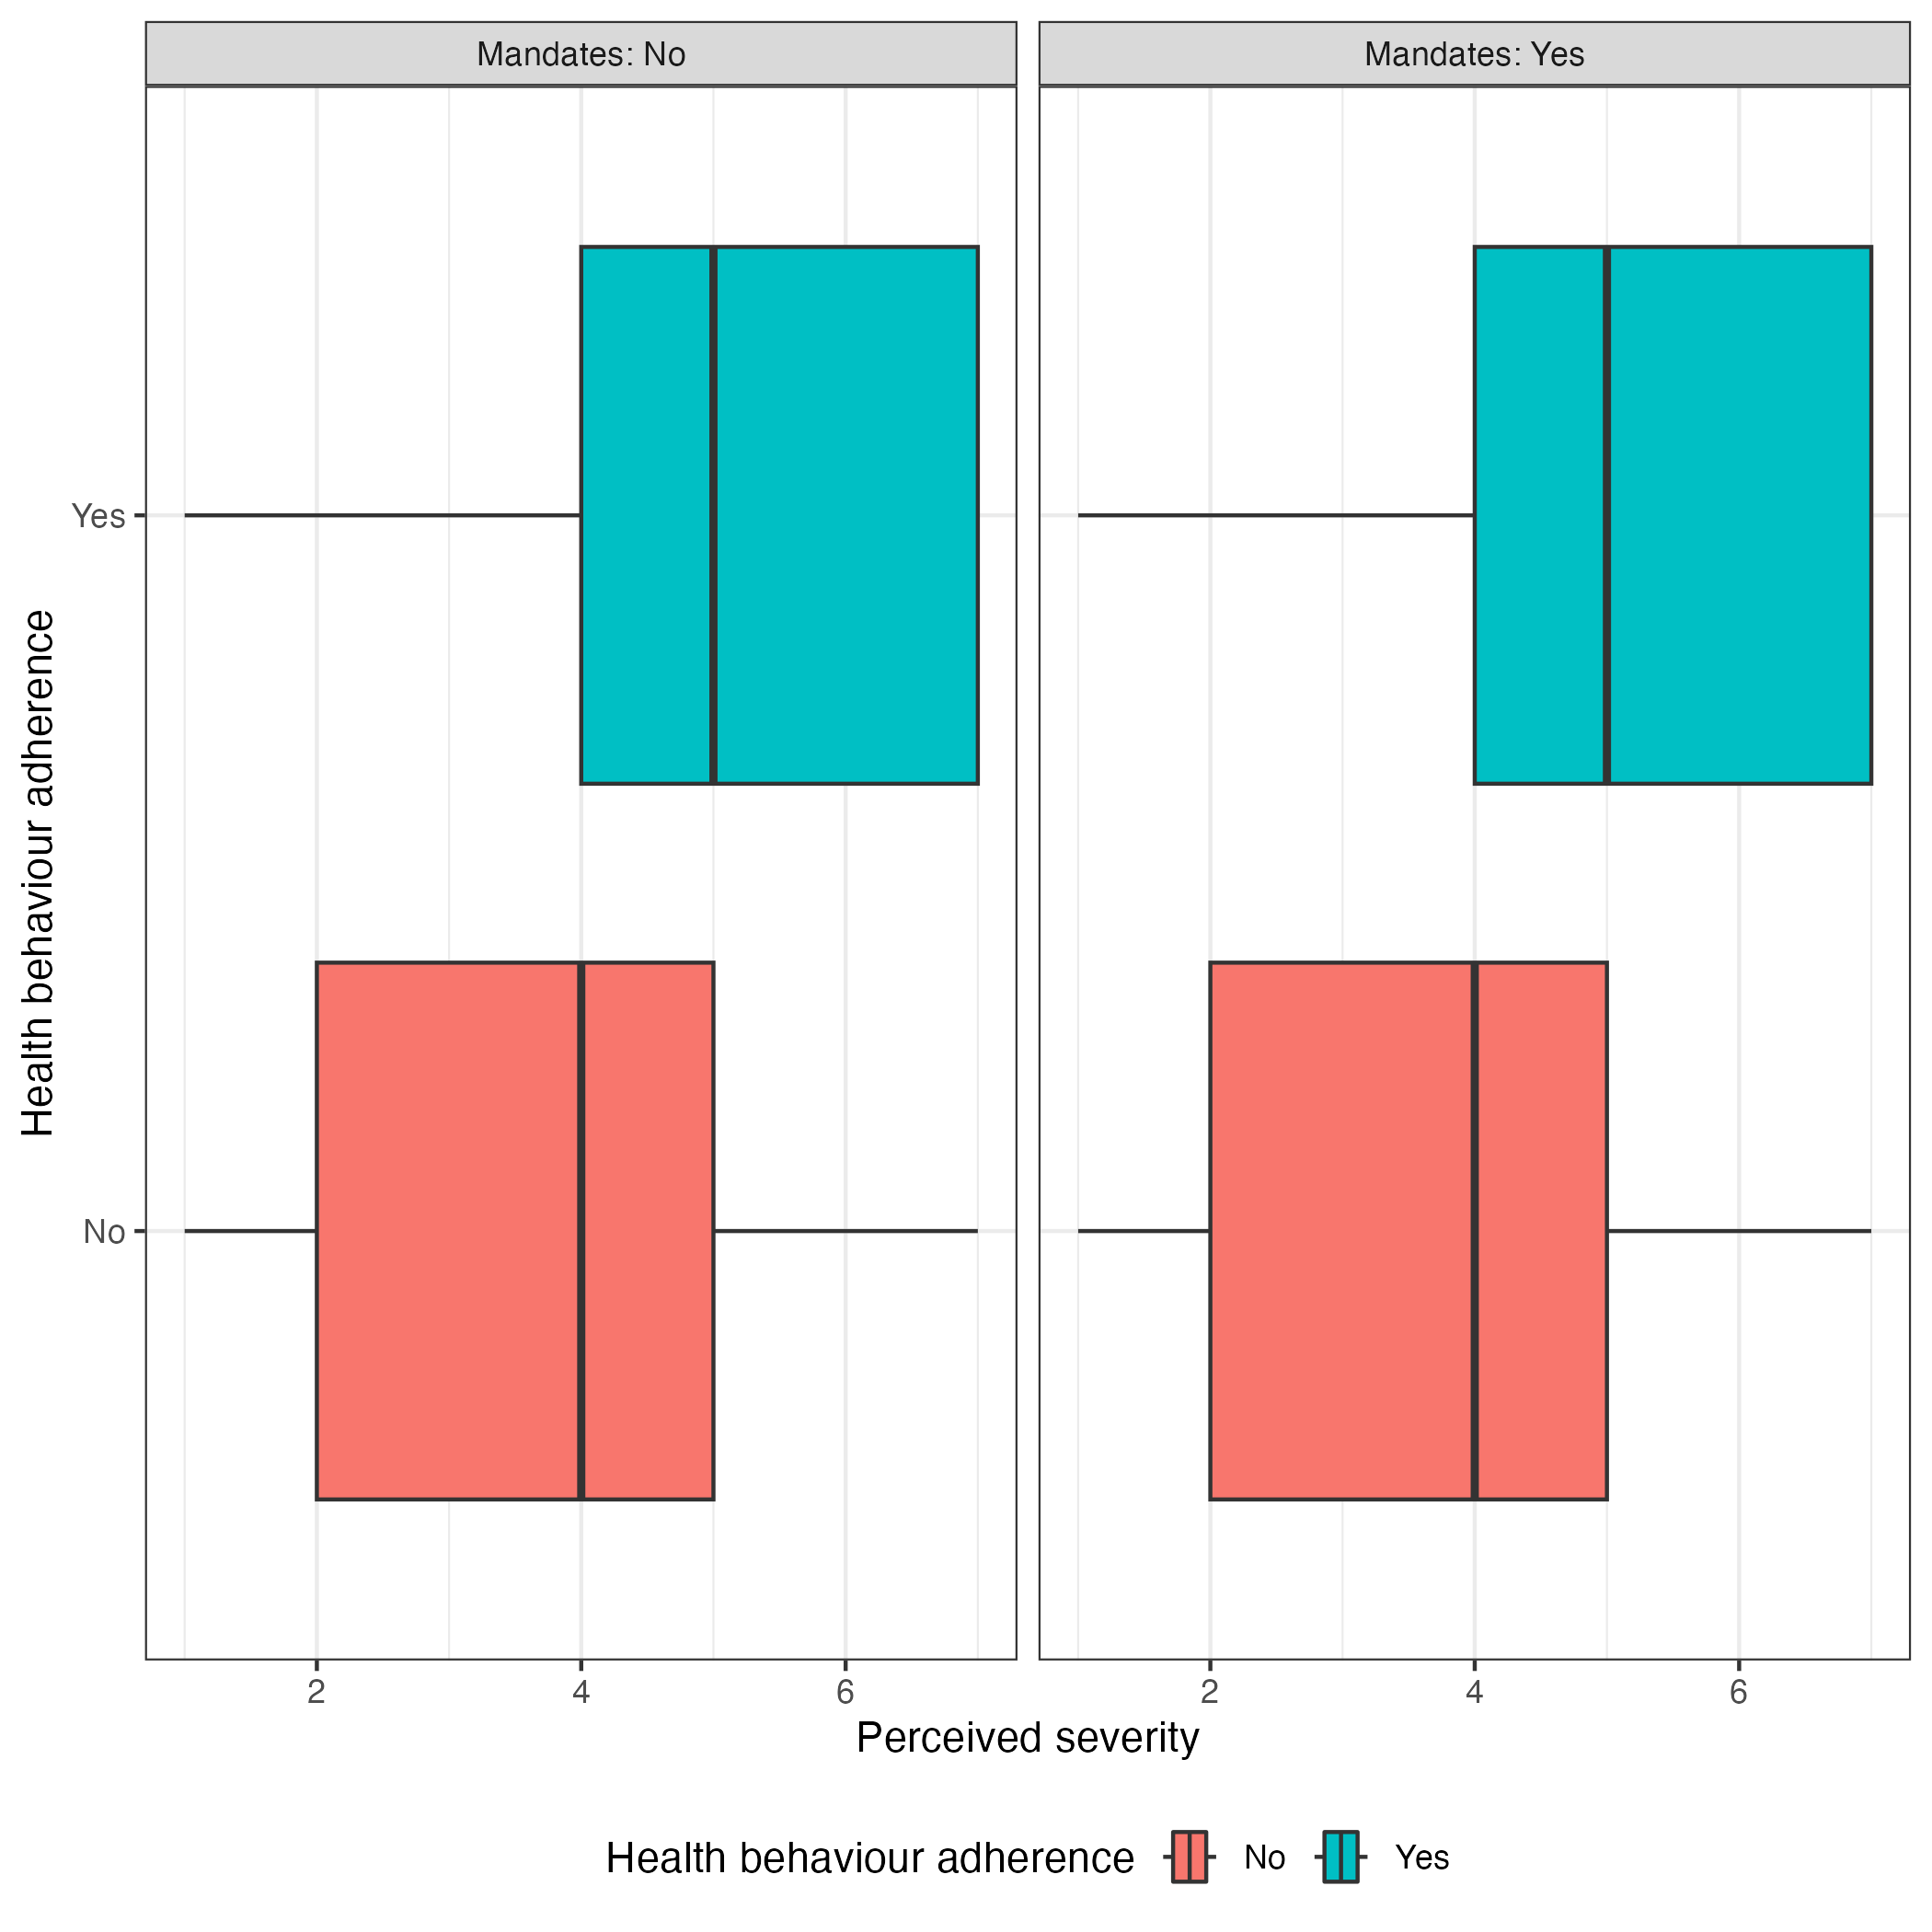 Mandates: No
Mandates: Yes
Health behaviour adherence
Yes
No
2 4 6
2 4 6
Perceived severity
Health behaviour adherence No Yes